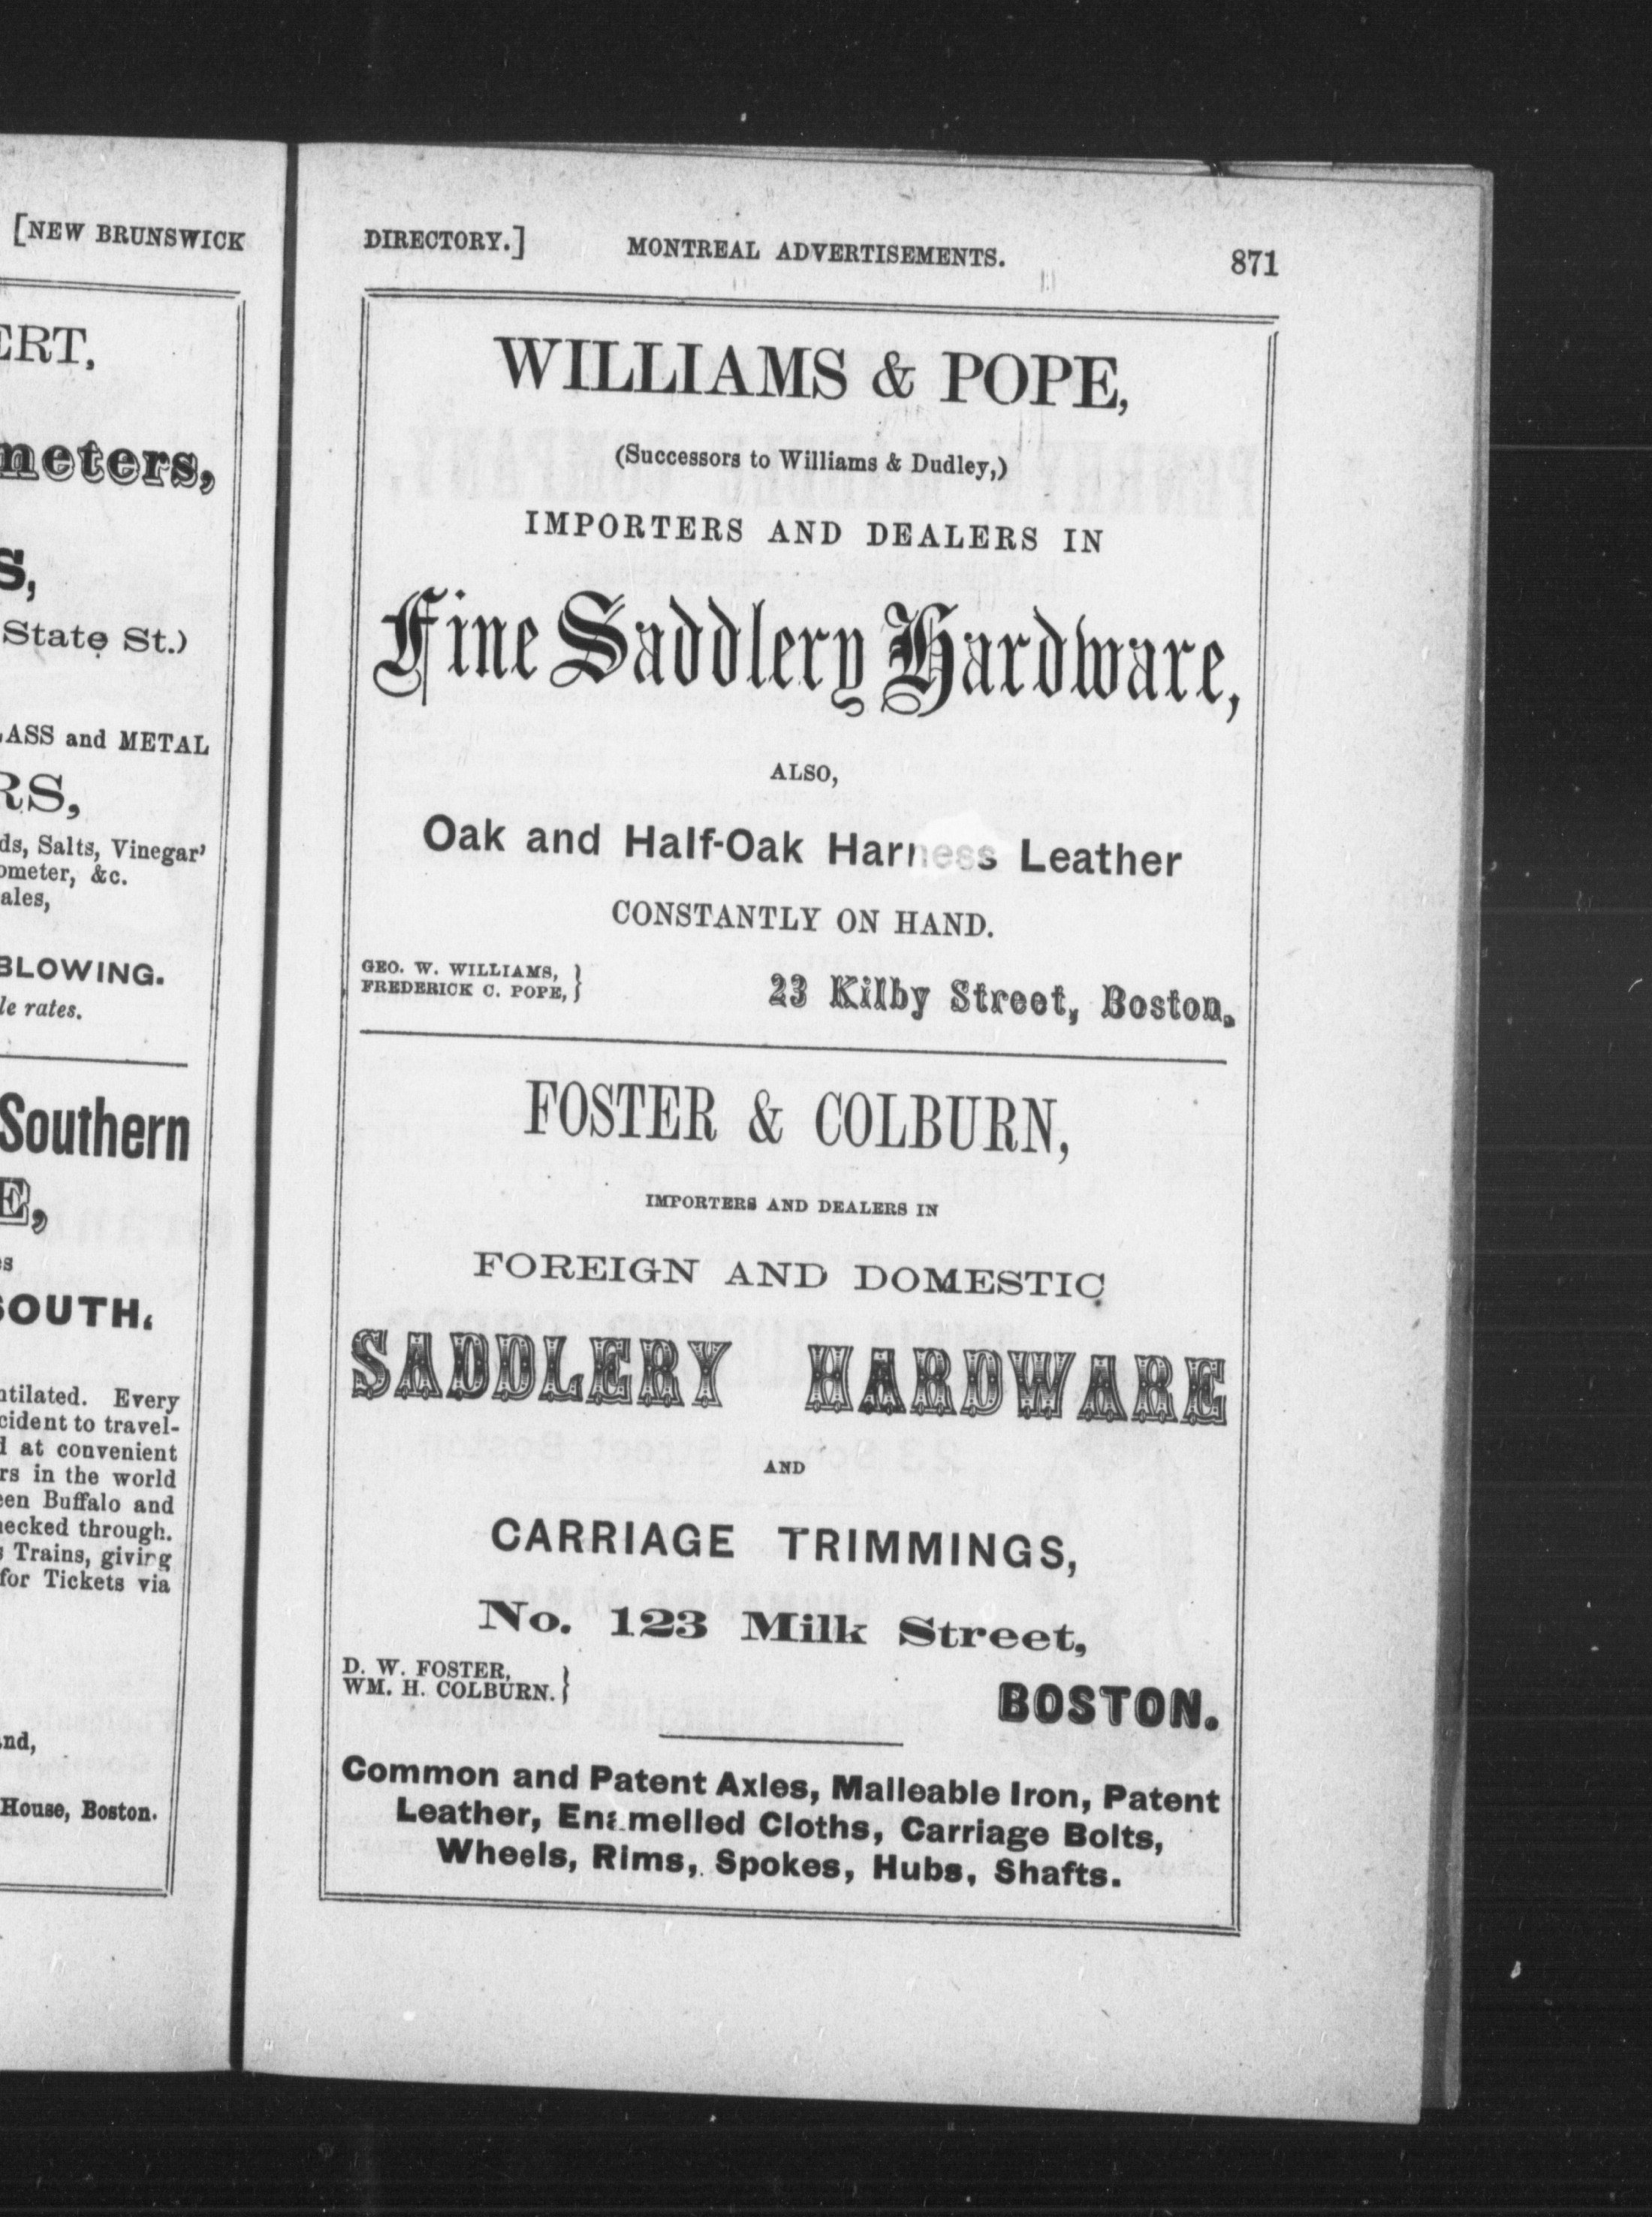 [NEW BRUNSWICK
ERT,
meters,
S,
State St.)
LASS and METAL
RS,
ds, Salts, Vinegar'
ometer, &c.
ales,
BLOWING.
le rates.
Southern
E,
es
SOUTH.
ntilated. Every
cident to travel-
d at convenient
rs in the world
een Buffalo and
hecked through.
s Trains, giving
for Tickets via
and,
House, Boston.
DIRECTORY.] MONTREAL ADVERTISEMENTS. 871
WILLIAMS & POPE,
(Successors to Williams & Dudley,)
IMPORTERS AND DEALERS IN
Fine Saddlery Hardware,
ALSO,
Oak and Half-Oak Harness Leather
CONSTANTLY ON HAND.
GEO. W. WILLIAMS, }
FREDERICK C. POPE, } 23 Kilby Street, Boston.
FOSTER & COLBURN,
IMPORTERS AND DEALERS IN
FOREIGN AND DOMESTIC
SADDLERY HARDWARE
AND
CARRIAGE TRIMMINGS,
No. 123 Milk Street,
D. W. FOSTER,
WM. H. COLBURN. } BOSTON.
Common and Patent Axles, Malleable Iron, Patent
Leather, Enamelled Cloths, Carriage Bolts,
Wheels, Rims, Spokes, Hubs, Shafts.